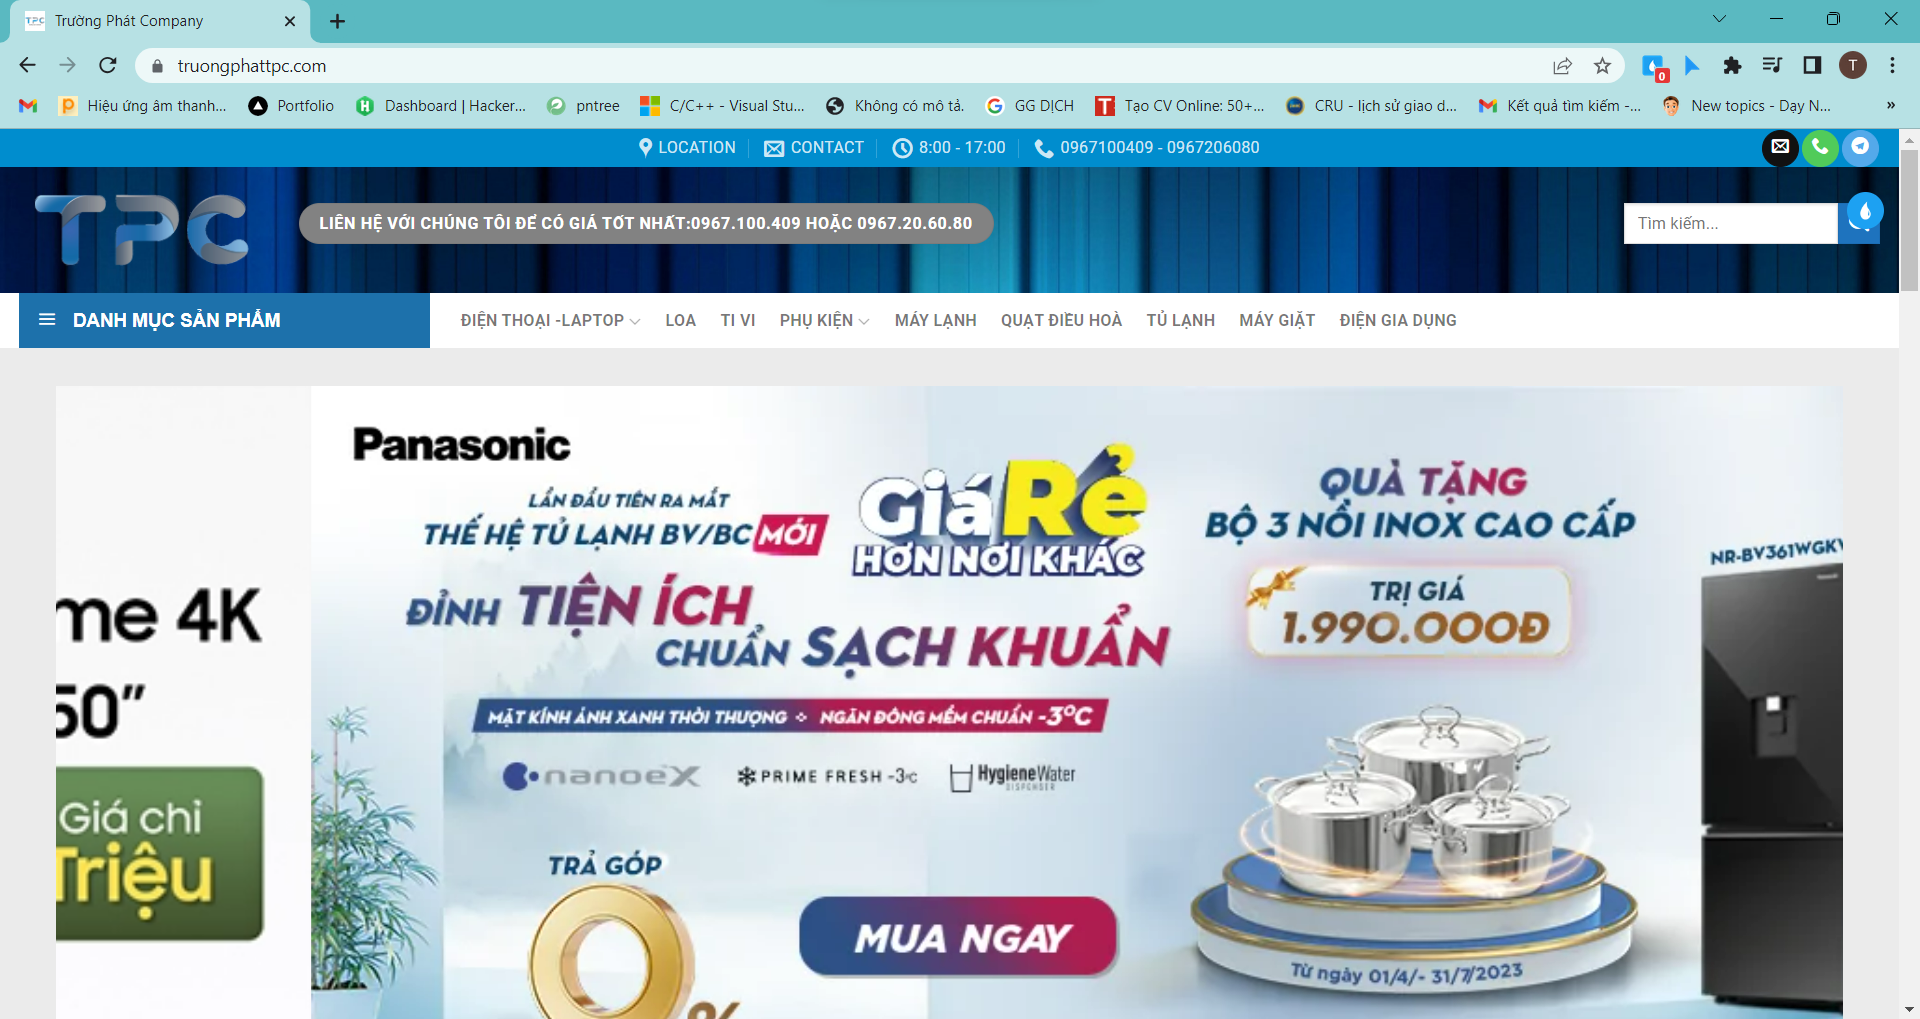 Trường Phát Company
truongphattpc.com
T
0
Hiệu ứng âm thanh...
Portfolio
Dashboard | Hacker...
pntree
C/C++ - Visual Stu...
Không có mô tả.
GG DỊCH
Tạo CV Online: 50+...
CRU - lịch sử giao d...
Kết quả tìm kiếm -...
New topics - Dạy N...
»
LOCATION
CONTACT
8:00 - 17:00
0967100409 - 0967206080
TPC
LIÊN HỆ VỚI CHÚNG TÔI ĐỂ CÓ GIÁ TỐT NHẤT:0967.100.409 HOẶC 0967.20.60.80
Tìm kiếm...
DANH MỤC SẢN PHẨM
ĐIỆN THOẠI -LAPTOP
LOA
TI VI
PHỤ KIỆN
MÁY LẠNH
QUẠT ĐIỀU HOÀ
TỦ LẠNH
MÁY GIẶT
ĐIỆN GIA DỤNG
me 4K
50”
Giá chỉ
Triệu
Panasonic
LẦN ĐẦU TIÊN RA MẮT
THẾ HỆ TỦ LẠNH BV/BC MỚI
ĐỈNH TIỆN ÍCH
CHUẨN SẠCH KHUẨN
MẶT KÍNH ÁNH XANH THỜI THƯỢNG
NGĂN ĐÔNG MỀM CHUẨN -3°C
nanoe X
PRIME FRESH -3°C
HygieneWater
DISPENSER
TRẢ GÓP
%
Giá Rẻ
HƠN NƠI KHÁC
MUA NGAY
QUÀ TẶNG
BỘ 3 NỒI INOX CAO CẤP
TRỊ GIÁ
1.990.000Đ
Từ ngày 01/4/- 31/7/2023
NR-BV361WGKV